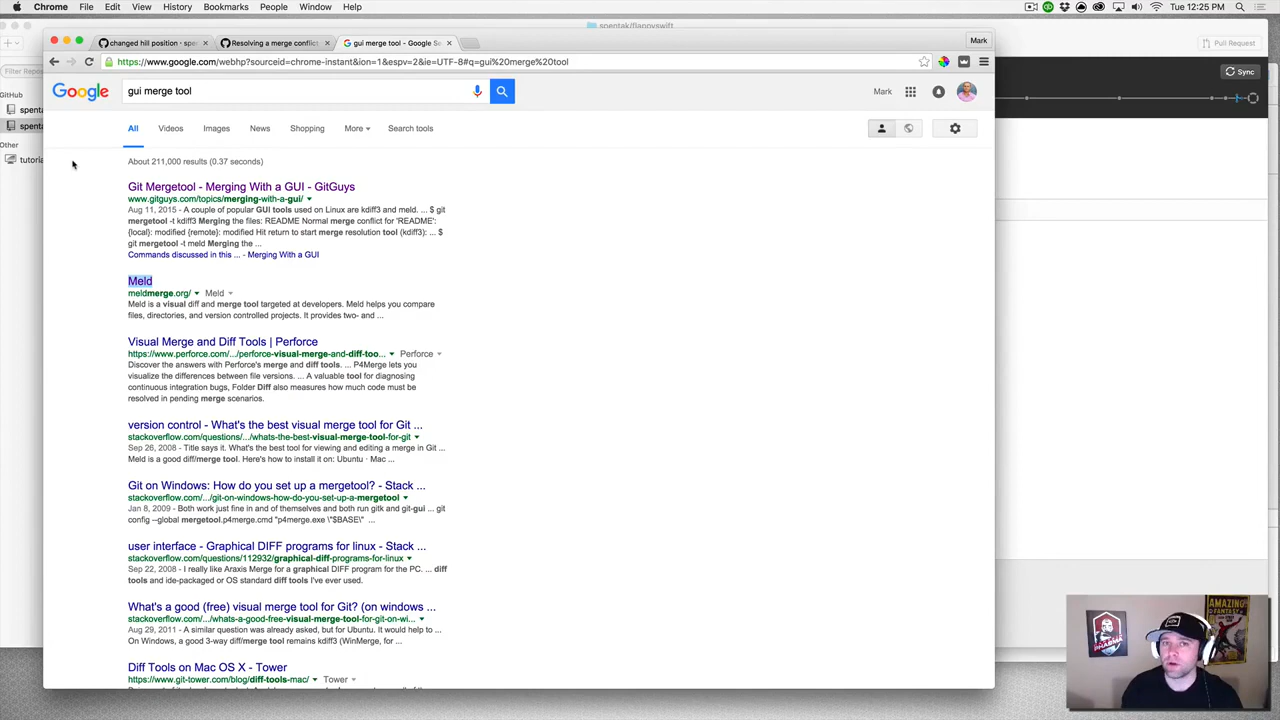 Chrome File Edit View History Bookmarks People Window Help
Tue 12:25 PM
spentak/flappyswift
changed hill position - spe
Resolving a merge conflict
gui merge tool - Google Se
Mark
https://www.google.com/webhp?sourceid=chrome-instant&ion=1&espv=2&ie=UTF-8#q=gui%20merge%20tool
Pull Request
Filter Repos
Sync
GitHub
spenta
spenta
Other
tutoria
Google
gui merge tool
Mark
All Videos Images News Shopping More Search tools
About 211,000 results (0.37 seconds)
Git Mergetool - Merging With a GUI - GitGuys
www.gitguys.com/topics/merging-with-a-gui/
Aug 11, 2015 - A couple of popular GUI tools used on Linux are kdiff3 and meld. ... $ git
mergetool -t kdiff3 Merging the files: README Normal merge conflict for 'README':
{local}: modified {remote}: modified Hit return to start merge resolution tool (kdiff3): ... $
git mergetool -t meld Merging the ...
Commands discussed in this ... - Merging With a GUI
Meld
meldmerge.org/ Meld
Meld is a visual diff and merge tool targeted at developers. Meld helps you compare
files, directories, and version controlled projects. It provides two- and ...
Visual Merge and Diff Tools | Perforce
https://www.perforce.com/.../perforce-visual-merge-and-diff-too... Perforce
Discover the answers with Perforce's merge and diff tools. ... P4Merge lets you
visualize the differences between file versions. ... A valuable tool for diagnosing
continuous integration bugs, Folder Diff also measures how much code must be
resolved in pending merge scenarios.
version control - What's the best visual merge tool for Git ...
stackoverflow.com/questions/.../whats-the-best-visual-merge-tool-for-git
Sep 26, 2008 - Title says it. What's the best tool for viewing and editing a merge in Git ...
Meld is a good diff/merge tool. Here's how to install it on: Ubuntu · Mac ...
Git on Windows: How do you set up a mergetool? - Stack ...
stackoverflow.com/.../git-on-windows-how-do-you-set-up-a-mergetool
Jan 8, 2009 - Both work just fine in and of themselves and both run gitk and git-gui ... git
config --global mergetool.p4merge.cmd "p4merge.exe \"$BASE\" ...
user interface - Graphical DIFF programs for linux - Stack ...
stackoverflow.com/questions/112932/graphical-diff-programs-for-linux
Sep 22, 2008 - I really like Araxis Merge for a graphical DIFF program for the PC. ... diff
tools and ide-packaged or OS standard diff tools I've ever used.
What's a good (free) visual merge tool for Git? (on windows ...
stackoverflow.com/.../whats-a-good-free-visual-merge-tool-for-git-on-wi...
Aug 29, 2011 - A similar question was already asked, but for Ubuntu. It would help to ...
On Windows, a good 3-way diff/merge tool remains kdiff3 (WinMerge, for ...
Diff Tools on Mac OS X - Tower
https://www.git-tower.com/blog/diff-tools-mac/ Tower
AMAZING
FANTASY